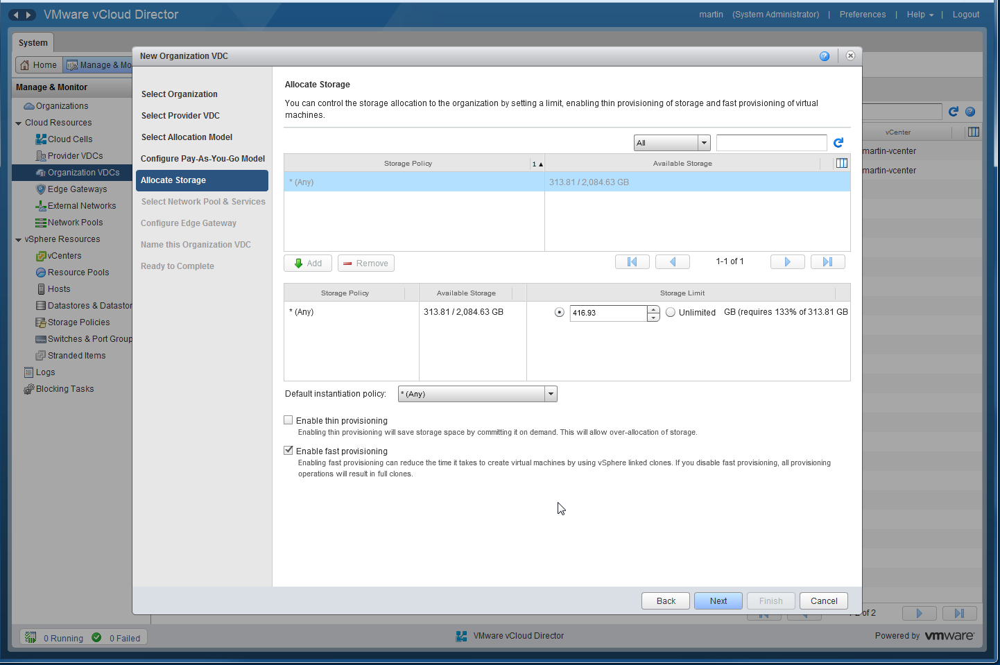 VMware vCloud Director
martin (System Administrator) | Preferences | Help | Logout
System
Home
Manage & Mo
Manage & Monitor
Organizations
Cloud Resources
Cloud Cells
Provider VDCs
Organization VDCs
Edge Gateways
External Networks
Network Pools
vSphere Resources
vCenters
Resource Pools
Hosts
Datastores & Datastor
Storage Policies
Switches & Port Group
Stranded Items
Logs
Blocking Tasks
New Organization VDC
Select Organization
Select Provider VDC
Select Allocation Model
Configure Pay-As-You-Go Model
Allocate Storage
Select Network Pool & Services
Configure Edge Gateway
Name this Organization VDC
Ready to Complete
Allocate Storage
You can control the storage allocation to the organization by setting a limit, enabling thin provisioning of storage and fast provisioning of virtual
machines.
All
Storage Policy 1 ▲ Available Storage
* (Any) 313.81 / 2,084.63 GB
Add Remove 1-1 of 1
Storage Policy Available Storage Storage Limit
* (Any) 313.81 / 2,084.63 GB 416.93 Unlimited GB (requires 133% of 313.81 GB
Default instantiation policy: * (Any)
Enable thin provisioning
Enabling thin provisioning will save storage space by committing it on demand. This will allow over-allocation of storage.
Enable fast provisioning
Enabling fast provisioning can reduce the time it takes to create virtual machines by using vSphere linked clones. If you disable fast provisioning, all provisioning
operations will result in full clones.
Back Next Finish Cancel
vCenter
martin-vcenter
martin-vcenter
of 2
0 Running 0 Failed
VMware vCloud Director
Powered by vmware